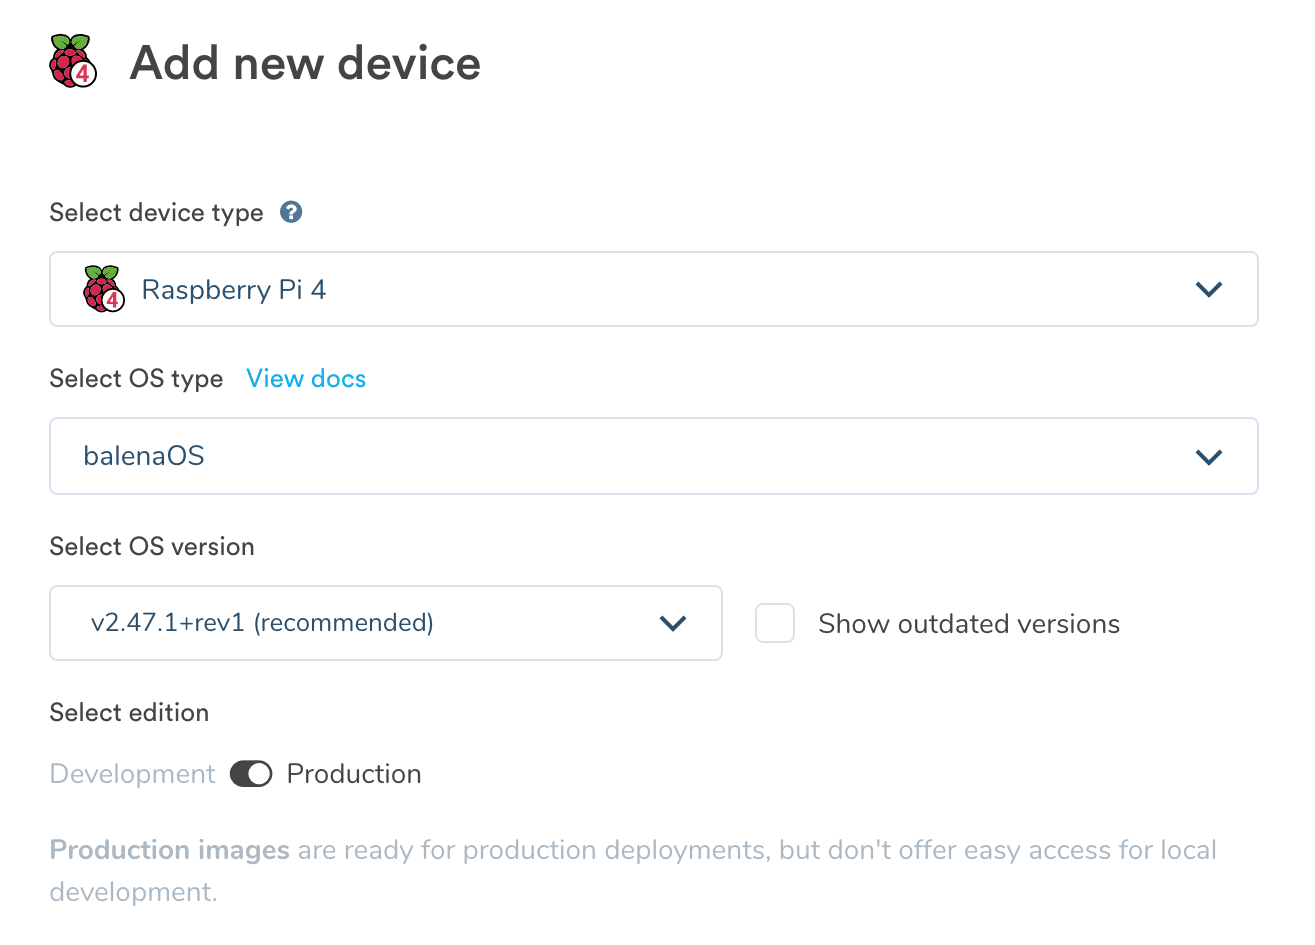 4 Add new device
Select device type ?
4 Raspberry Pi 4
Select OS type View docs
balenaOS
Select OS version
v2.47.1+rev1 (recommended) Show outdated versions
Select edition
Development Production
Production images are ready for production deployments, but don't offer easy access for local
development.